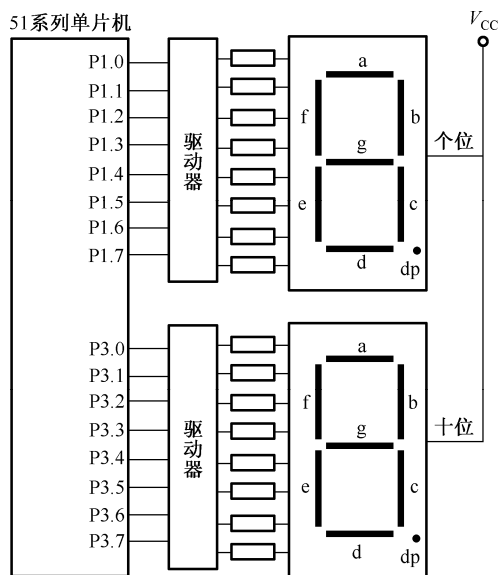 51系列单片机
V_CC
P1.0
P1.1
P1.2
P1.3
P1.4
P1.5
P1.6
P1.7
驱动器
a
f
b
g
e
c
d
dp
个位
P3.0
P3.1
P3.2
P3.3
P3.4
P3.5
P3.6
P3.7
驱动器
a
f
b
g
e
c
d
dp
十位